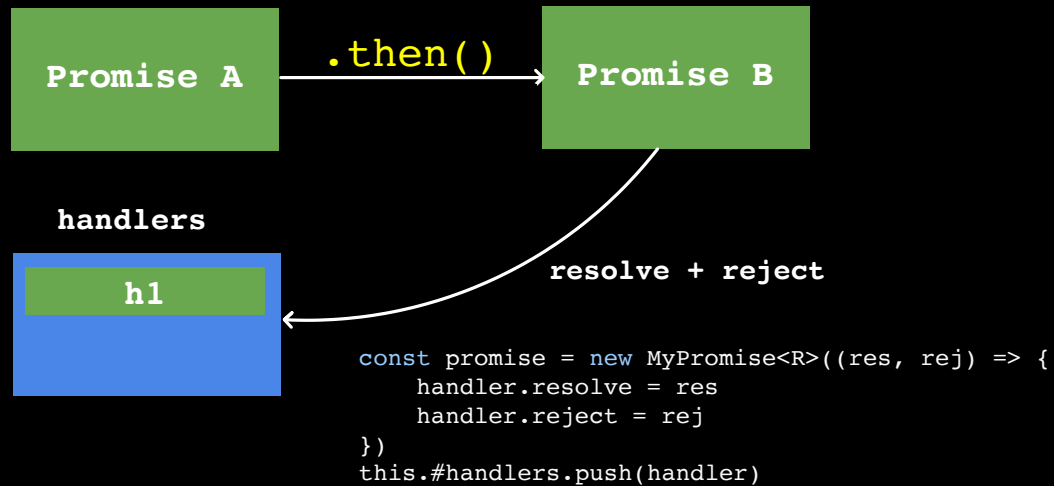 Promise A
.then()
Promise B
handlers
h1
resolve + reject
const promise = new MyPromise<R>((res, rej) => {
    handler.resolve = res
    handler.reject = rej
})
this.#handlers.push(handler)